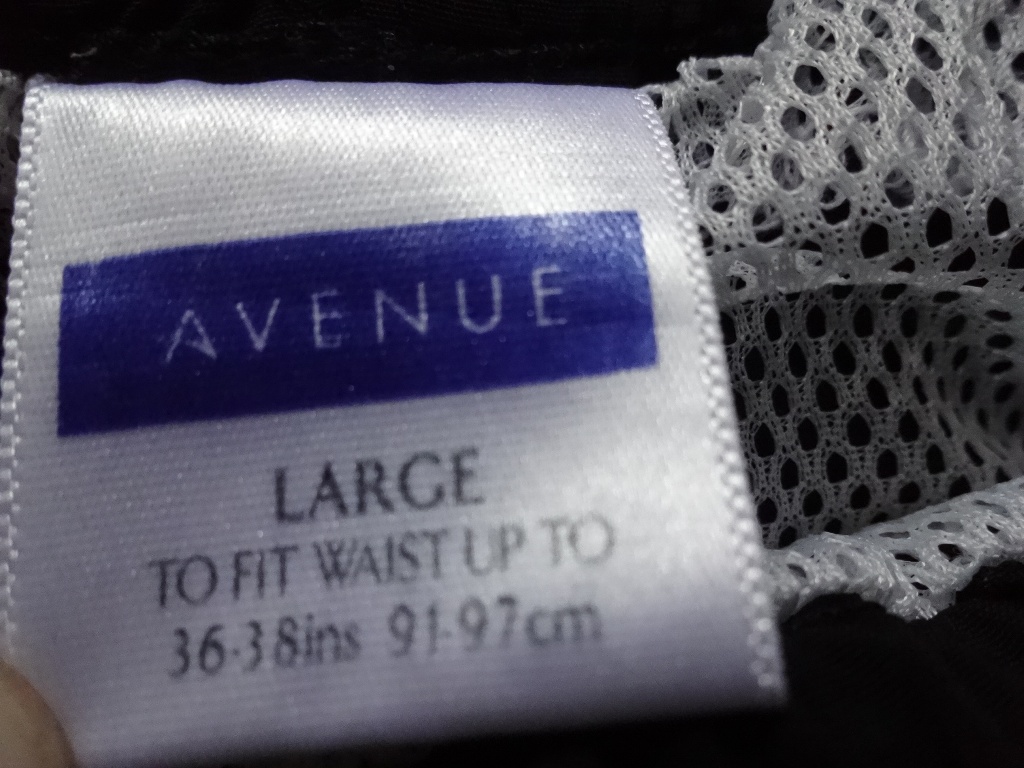 AVENUE
LARGE
TO FIT WAIST UP TO
36-38ins 91-97cm